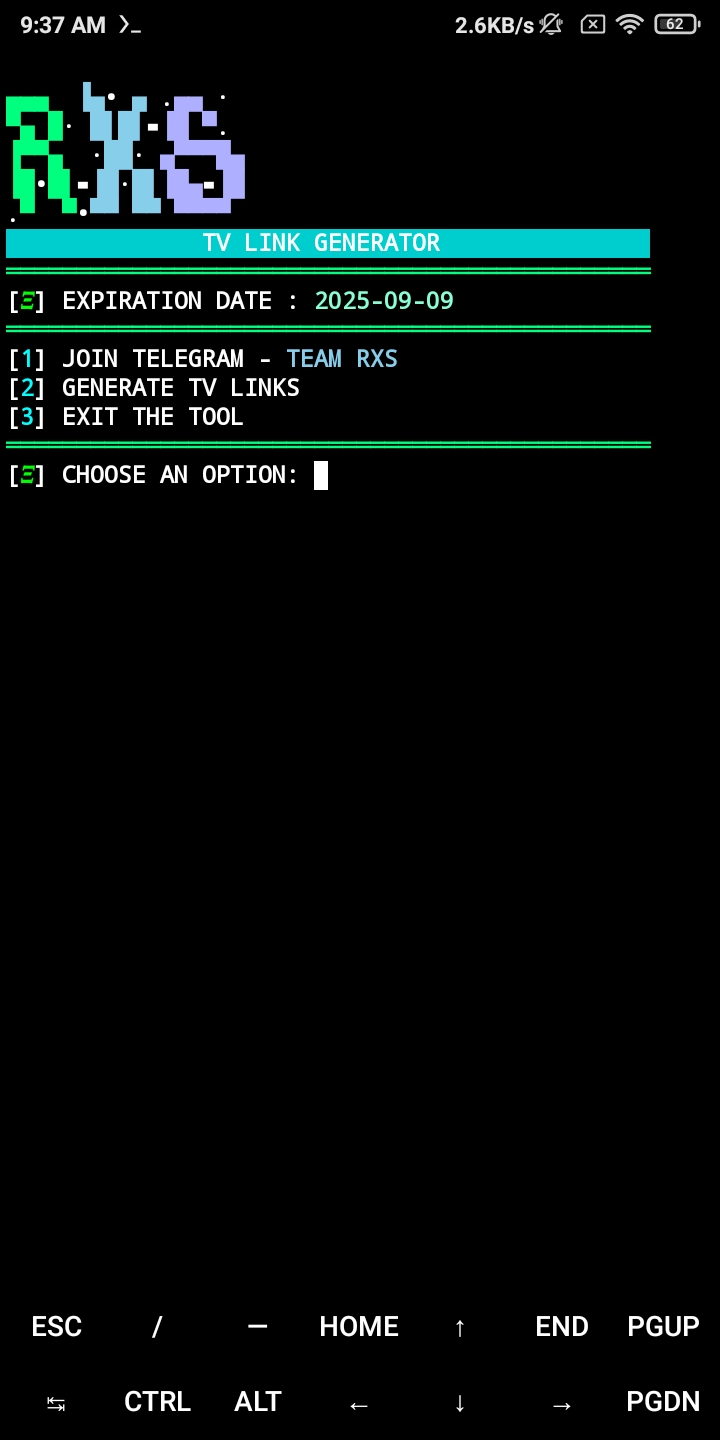 9:37 AM 2.6KB/s 62
RXS
TV LINK GENERATOR
[Ξ] EXPIRATION DATE : 2025-09-09
[1] JOIN TELEGRAM - TEAM RXS
[2] GENERATE TV LINKS
[3] EXIT THE TOOL
[Ξ] CHOOSE AN OPTION:
ESC / — HOME ↑ END PGUP
↹ CTRL ALT ← ↓ → PGDN